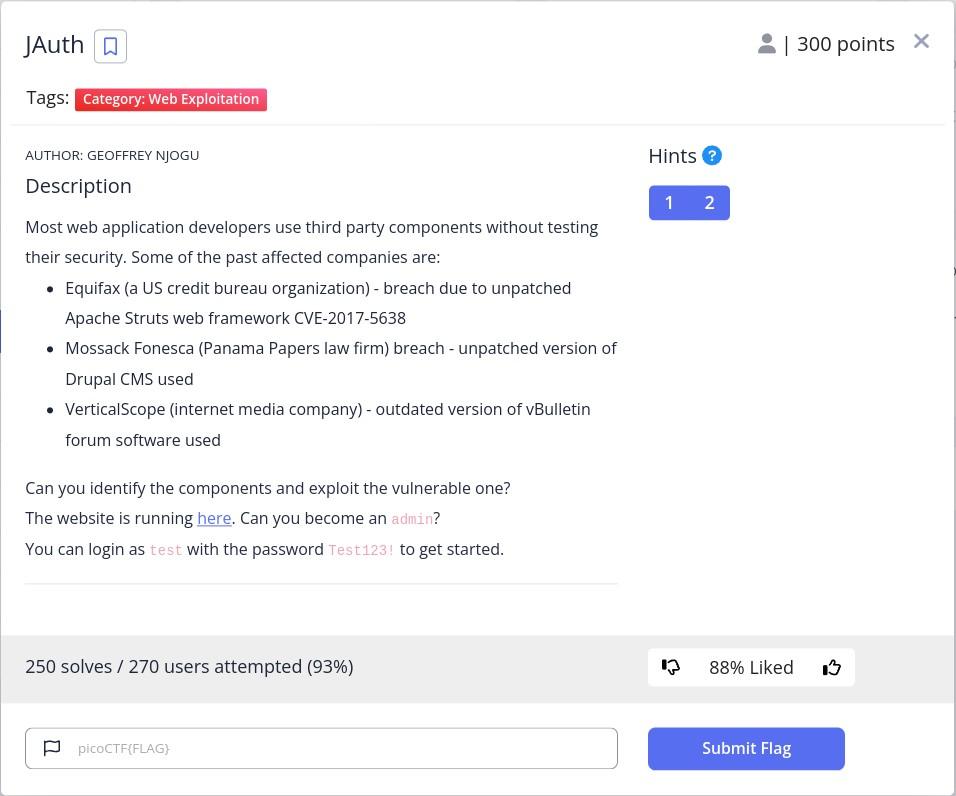 JAuth
| 300 points
Tags: Category: Web Exploitation
AUTHOR: GEOFFREY NJOGU
Hints ?
Description
1 2
Most web application developers use third party components without testing
their security. Some of the past affected companies are:
• Equifax (a US credit bureau organization) - breach due to unpatched
Apache Struts web framework CVE-2017-5638
• Mossack Fonesca (Panama Papers law firm) breach - unpatched version of
Drupal CMS used
• VerticalScope (internet media company) - outdated version of vBulletin
forum software used
Can you identify the components and exploit the vulnerable one?
The website is running here. Can you become an admin?
You can login as test with the password Test123! to get started.
250 solves / 270 users attempted (93%)
88% Liked
picoCTF{FLAG}
Submit Flag